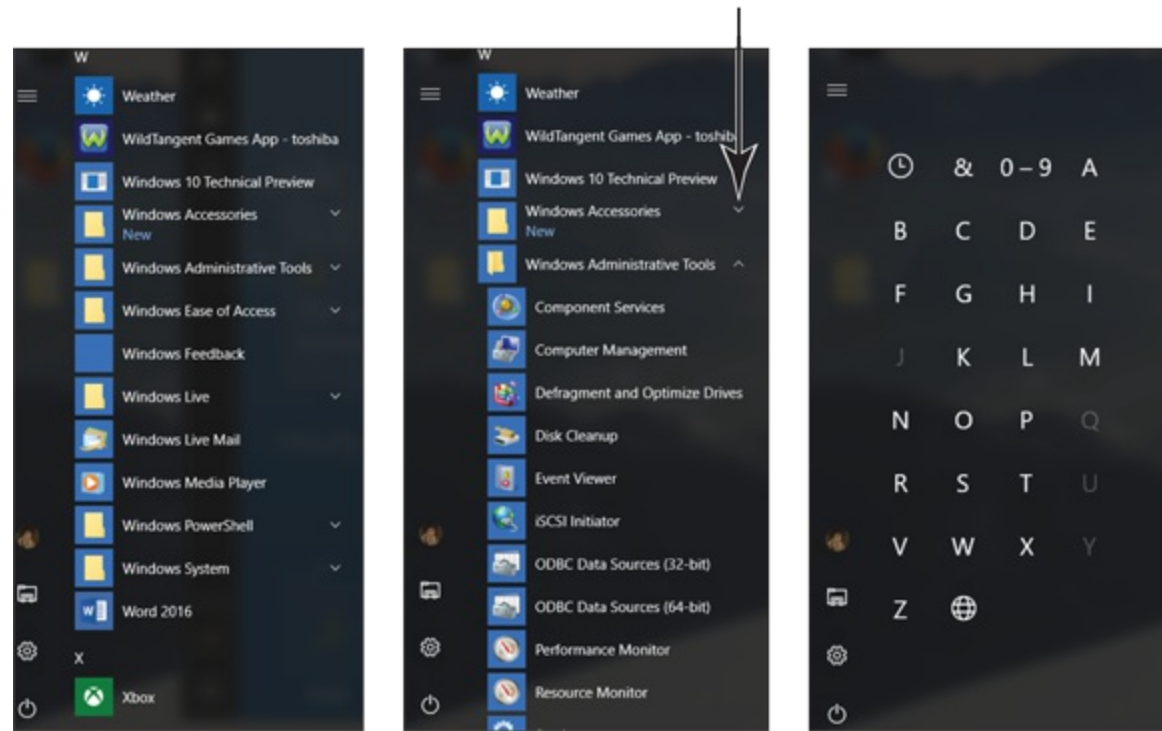 W
Weather
WildTangent Games App - toshiba
Windows 10 Technical Preview
Windows Accessories
New
Windows Administrative Tools
Windows Ease of Access
Windows Feedback
Windows Live
Windows Live Mail
Windows Media Player
Windows PowerShell
Windows System
Word 2016
X
Xbox
W
Weather
WildTangent Games App - toshib
Windows 10 Technical Preview
Windows Accessories
New
Windows Administrative Tools
Component Services
Computer Management
Defragment and Optimize Drives
Disk Cleanup
Event Viewer
iSCSI Initiator
ODBC Data Sources (32-bit)
ODBC Data Sources (64-bit)
Performance Monitor
Resource Monitor
& 0 – 9 A
B C D E
F G H I
J K L M
N O P Q
R S T U
V W X Y
Z